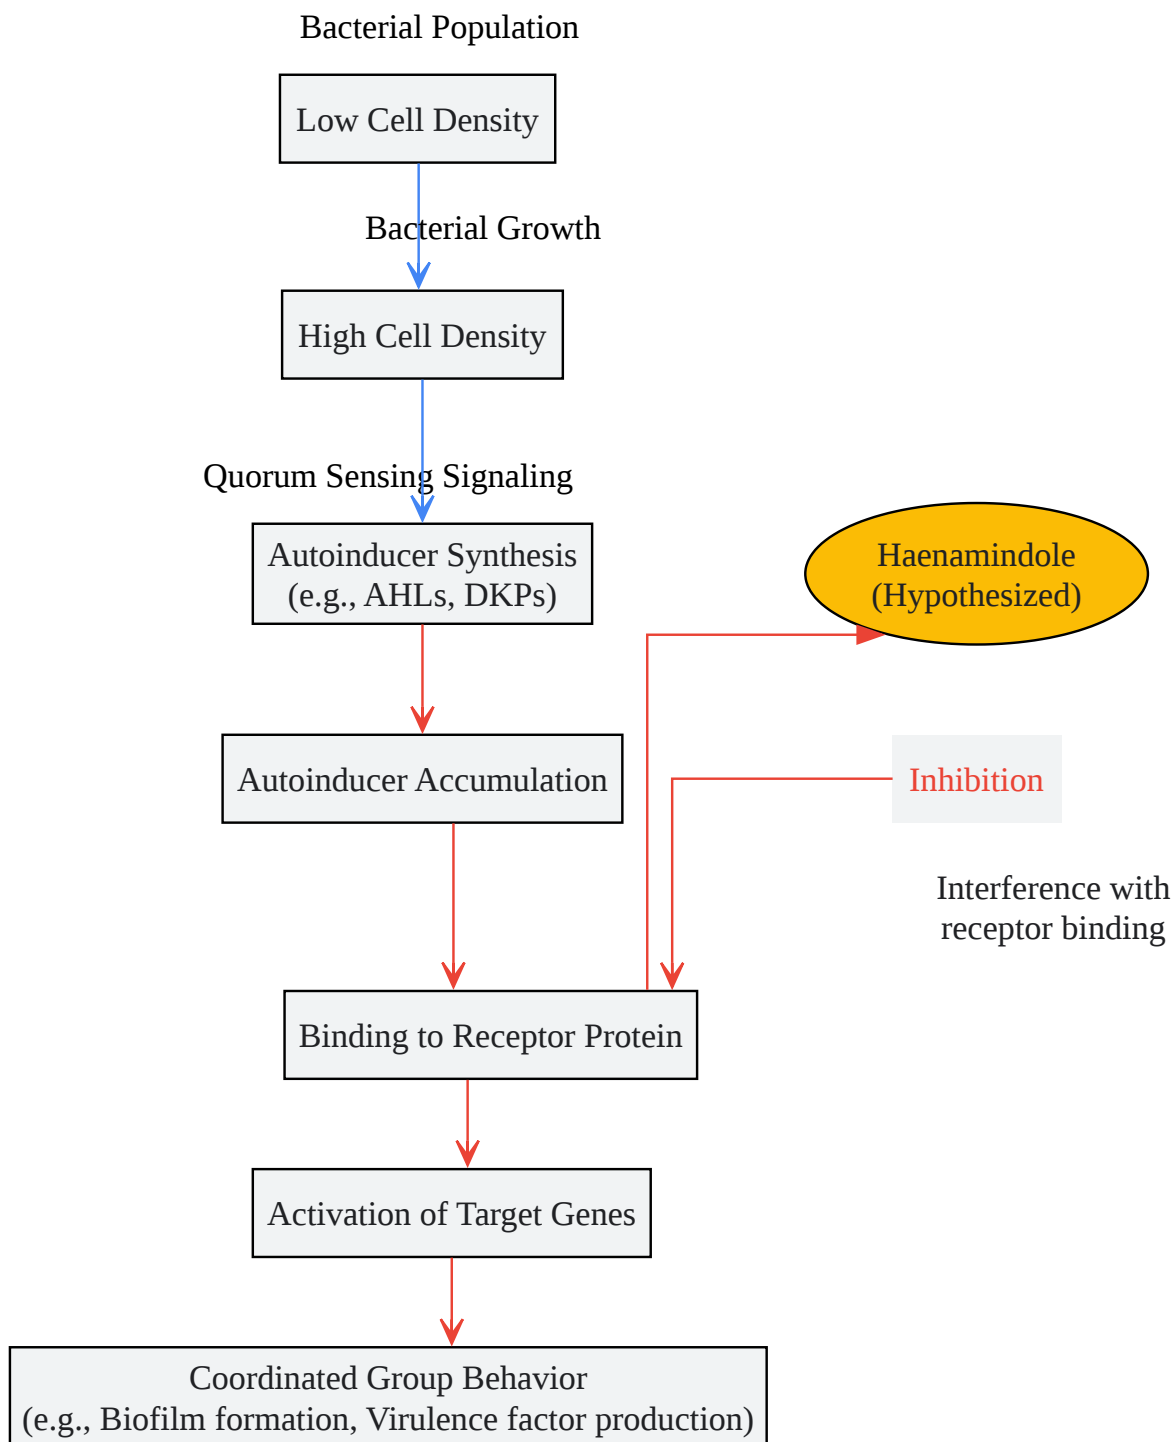 Bacterial Population
Low Cell Density
Bacterial Growth
High Cell Density
Quorum Sensing Signaling
Autoinducer Synthesis
(e.g., AHLs, DKPs)
Haenamindole
(Hypothesized)
Autoinducer Accumulation
Inhibition
Interference with
receptor binding
Binding to Receptor Protein
Activation of Target Genes
Coordinated Group Behavior
(e.g., Biofilm formation, Virulence factor production)